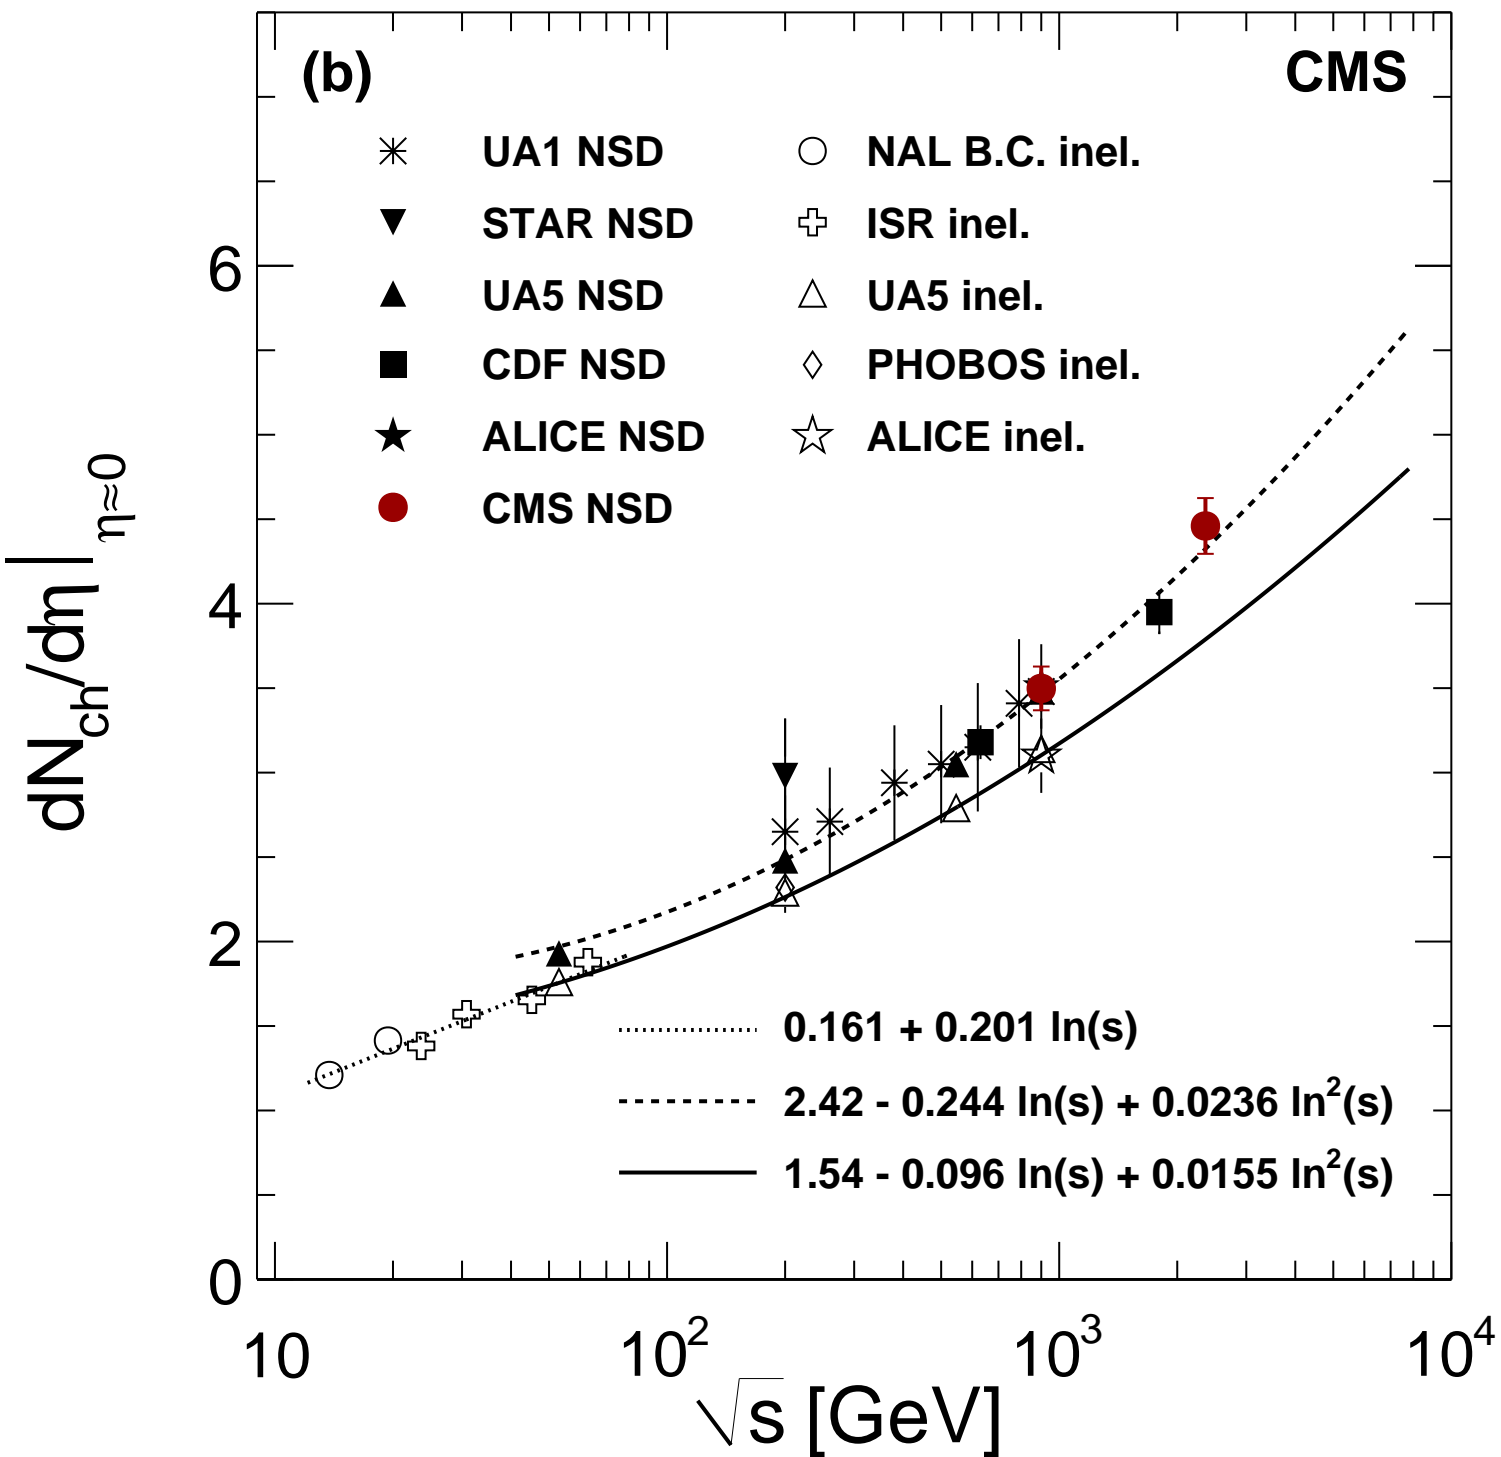 (b) CMS
UA1 NSD NAL B.C. inel.
STAR NSD ISR inel.
UA5 NSD UA5 inel.
CDF NSD PHOBOS inel.
ALICE NSD ALICE inel.
CMS NSD
dN_ch/dη|_η≈0
6
4
2
0
0.161 + 0.201 ln(s)
2.42 - 0.244 ln(s) + 0.0236 ln²(s)
1.54 - 0.096 ln(s) + 0.0155 ln²(s)
10 10² 10³ 10⁴
√s [GeV]